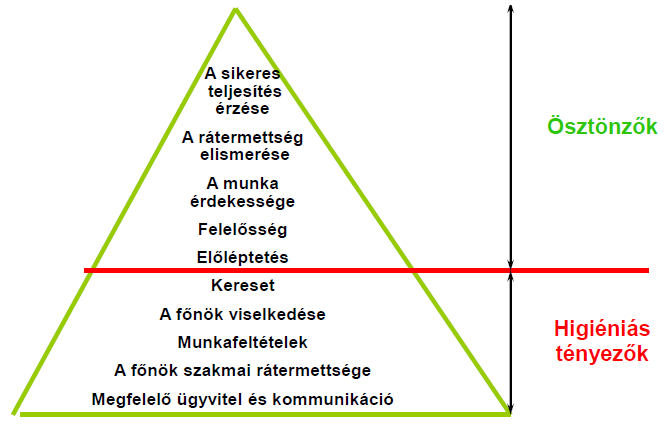 A sikeres
teljesítés
érzése
A rátermettség
elismerése
A munka
érdekessége
Felelősség
Előléptetés
Kereset
A főnök viselkedése
Munkafeltételek
A főnök szakmai rátermettsége
Megfelelő ügyvitel és kommunikáció
Ösztönzők
Higiéniás
tényezők